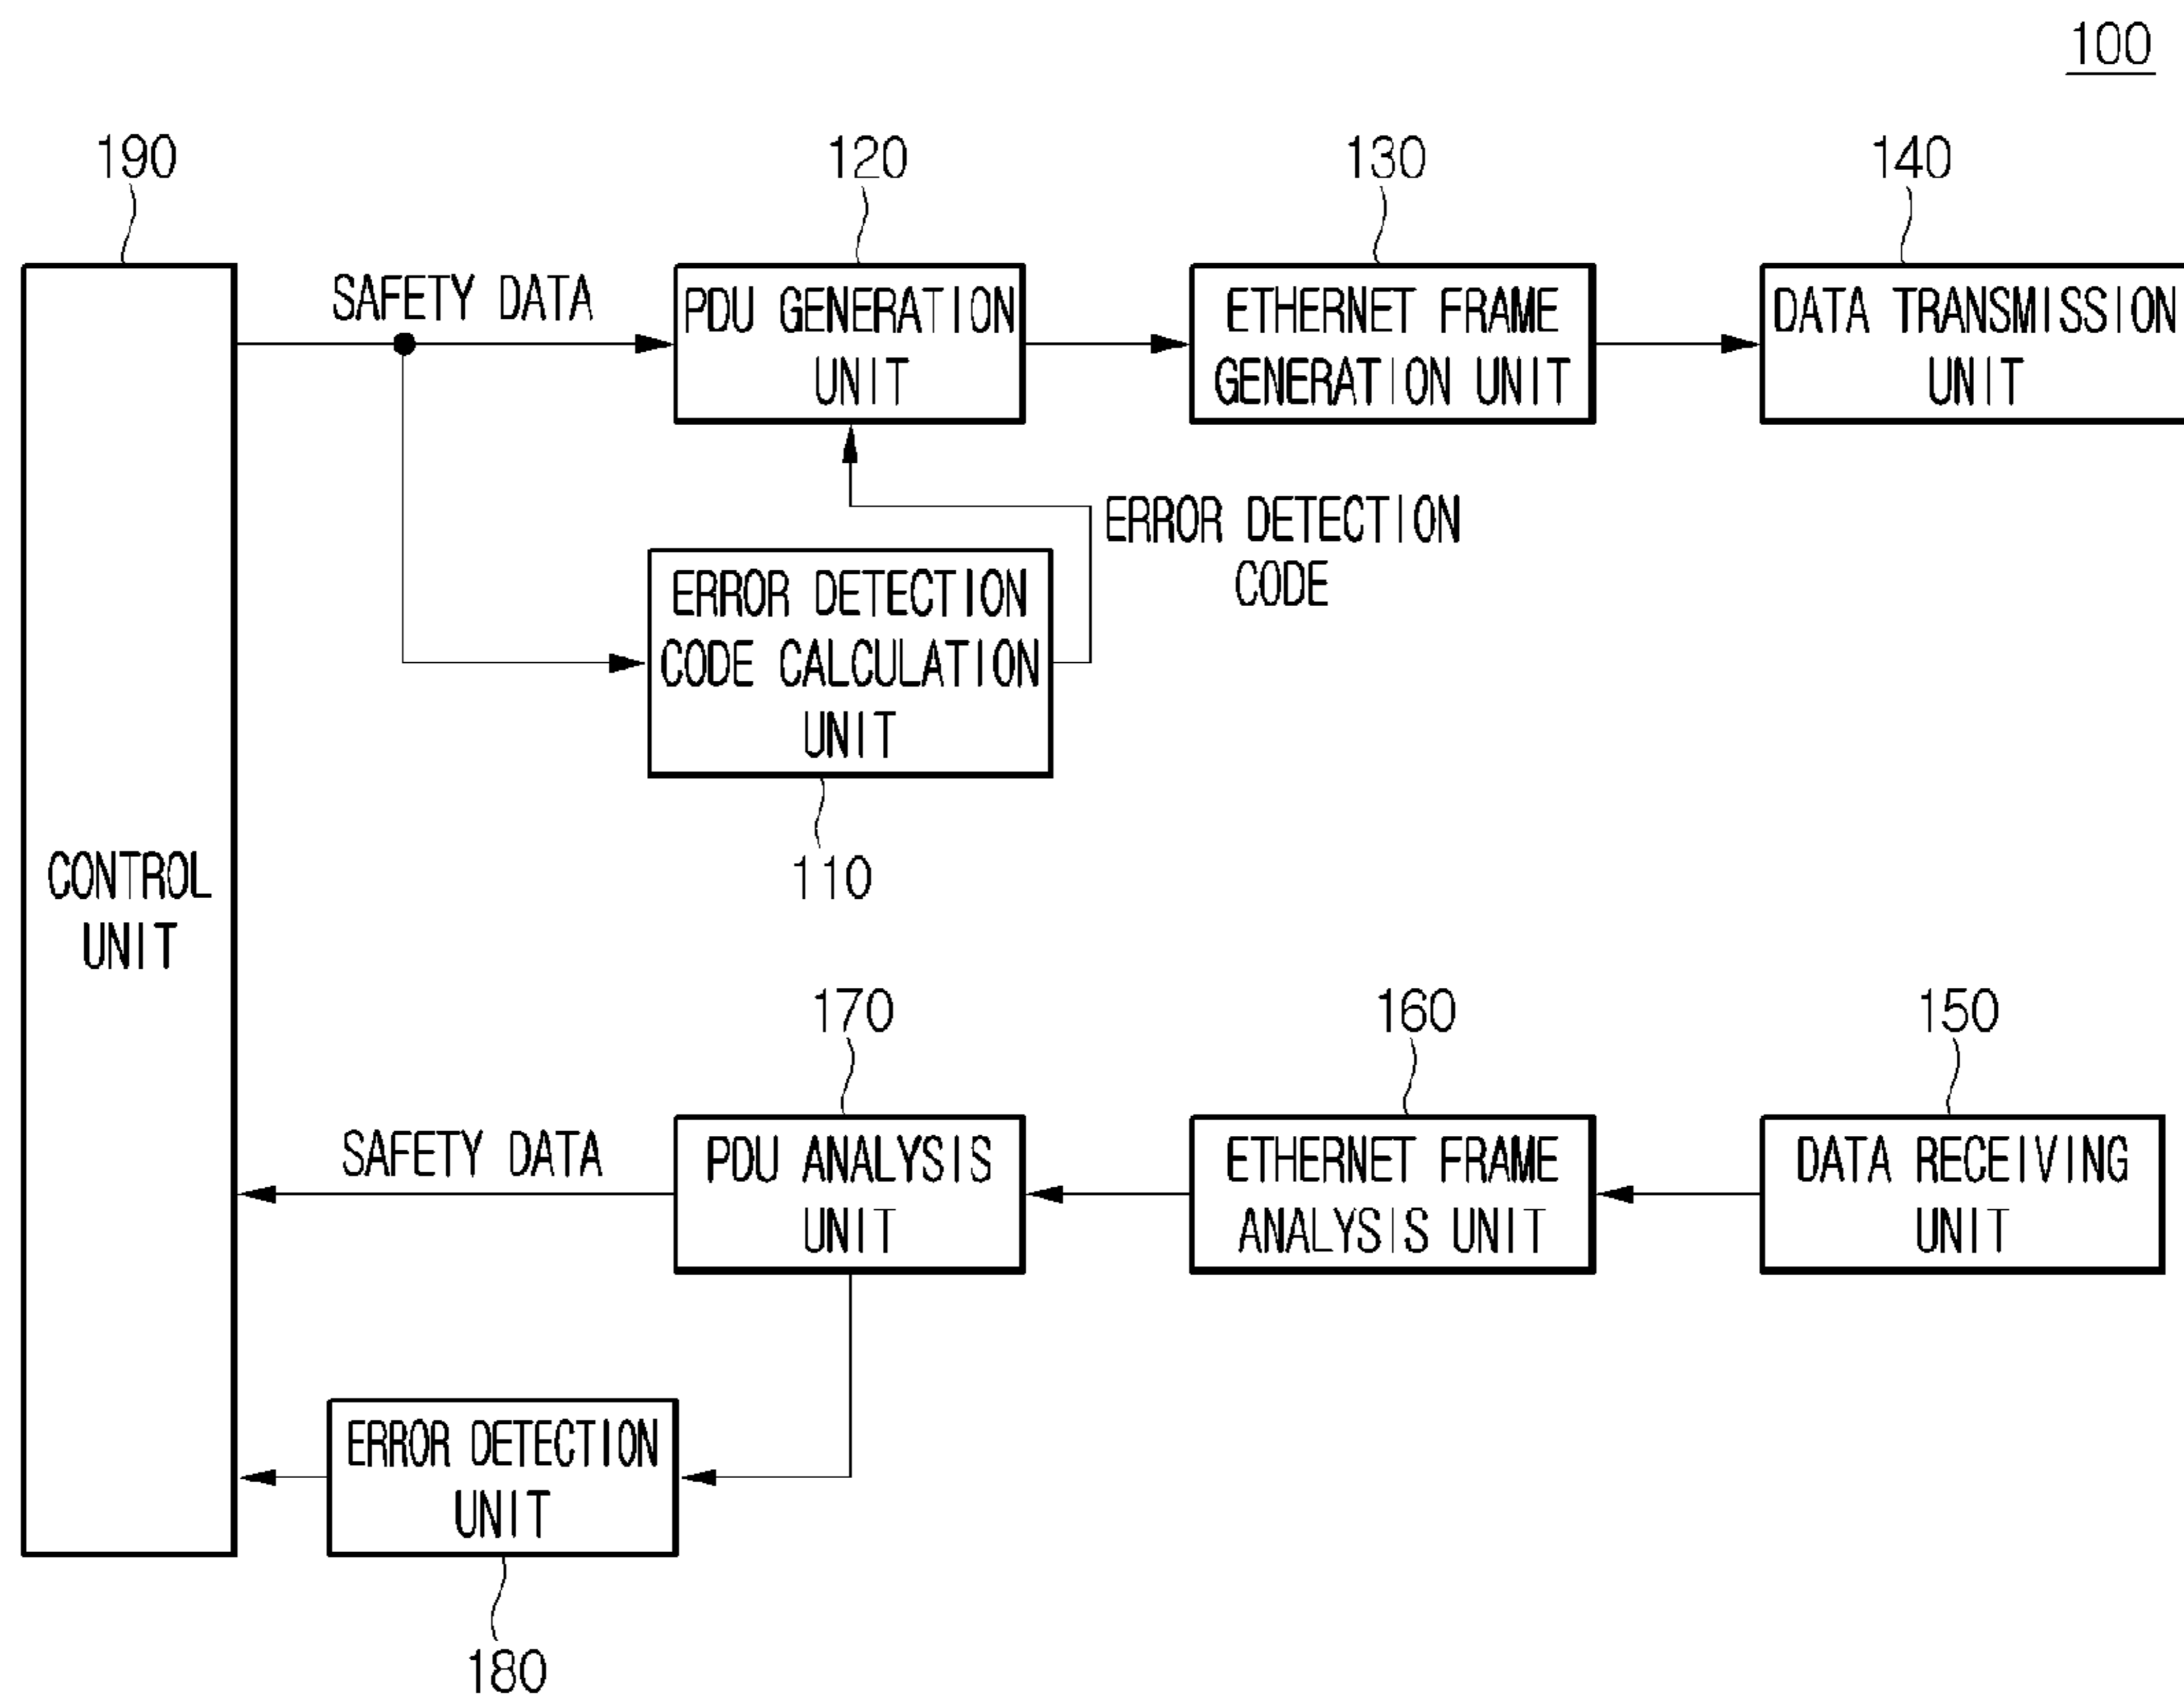 100
190
120
130
140
SAFETY DATA
PDU GENERATION
UNIT
ETHERNET FRAME
GENERATION UNIT
DATA TRANSMISSION
UNIT
ERROR DETECTION
CODE
ERROR DETECTION
CODE CALCULATION
UNIT
110
CONTROL
UNIT
170
160
150
SAFETY DATA
PDU ANALYSIS
UNIT
ETHERNET FRAME
ANALYSIS UNIT
DATA RECEIVING
UNIT
ERROR DETECTION
UNIT
180